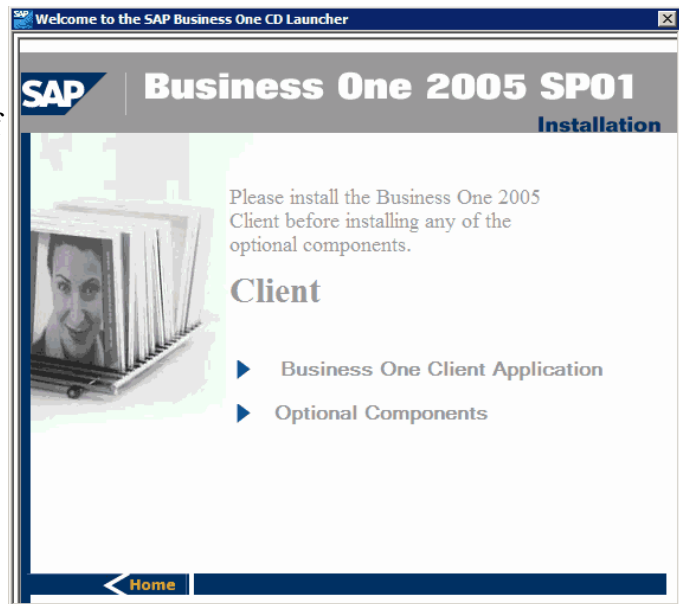 Welcome to the SAP Business One CD Launcher
SAP Business One 2005 SP01
Installation
Please install the Business One 2005
Client before installing any of the
optional components.
Client
Business One Client Application
Optional Components
Home